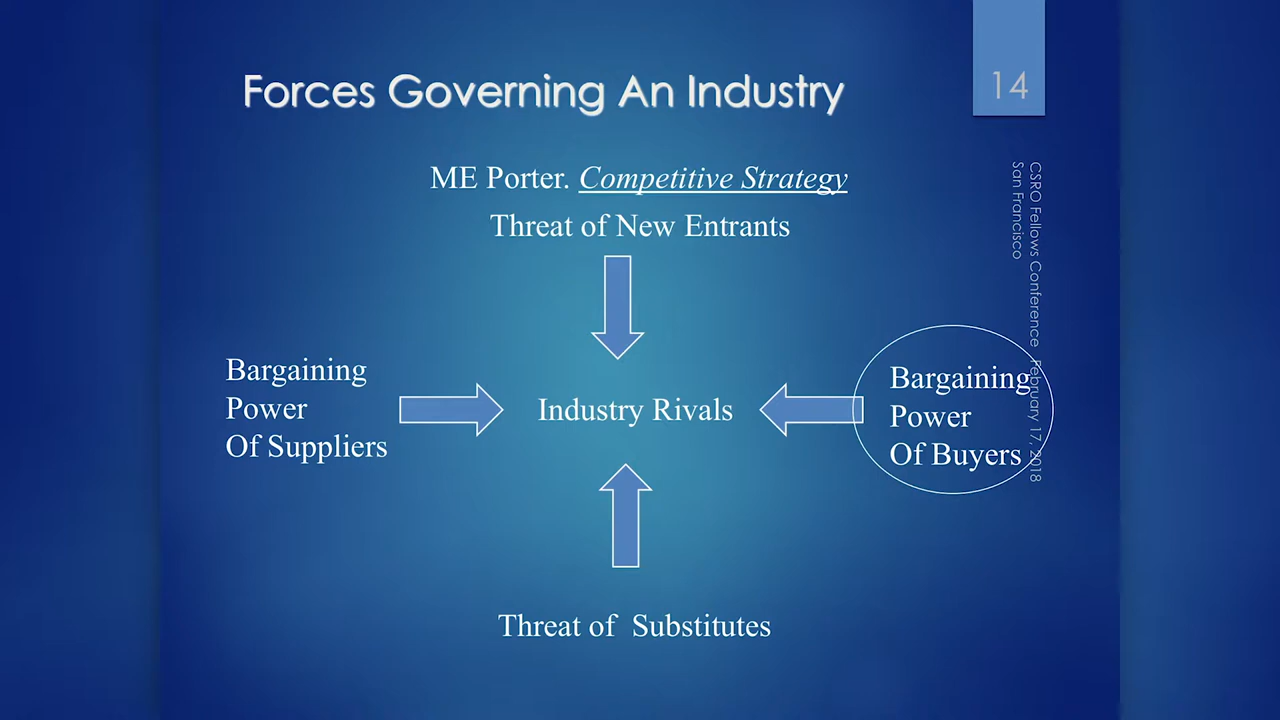 Forces Governing An Industry
14
ME Porter. Competitive Strategy
Threat of New Entrants
Bargaining
Power
Of Suppliers
Industry Rivals
Bargaining
Power
Of Buyers
Threat of Substitutes
CSRO Fellows Conference February 17, 2018
San Francisco